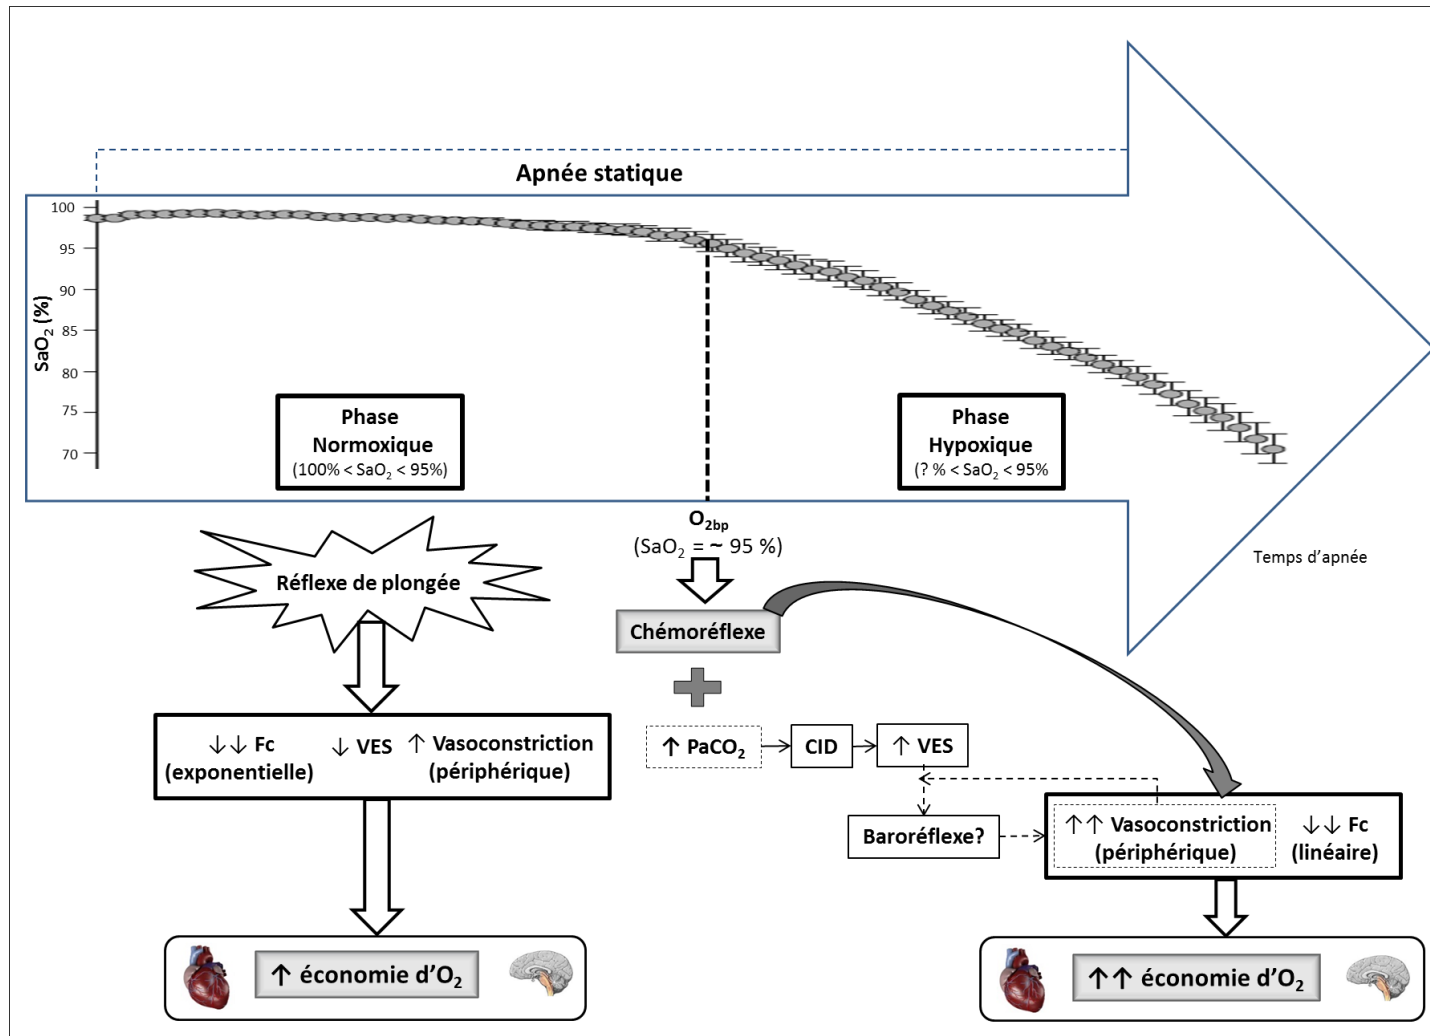 Apnée statique
100
95
90
85
80
75
70
SaO₂ (%)
Phase
Normoxique
(100% < SaO₂ < 95%)
Phase
Hypoxique
(? % < SaO₂ < 95%
O₂bp
(SaO₂ = ~ 95 %)
Temps d’apnée
Réflexe de plongée
Chémoréflexe
↓↓ Fc
(exponentielle)
↓ VES
↑ Vasoconstriction
(périphérique)
↑ PaCO₂
CID
↑ VES
Baroréflexe?
↑↑ Vasoconstriction
(périphérique)
↓↓ Fc
(linéaire)
↑ économie d’O₂
↑↑ économie d’O₂